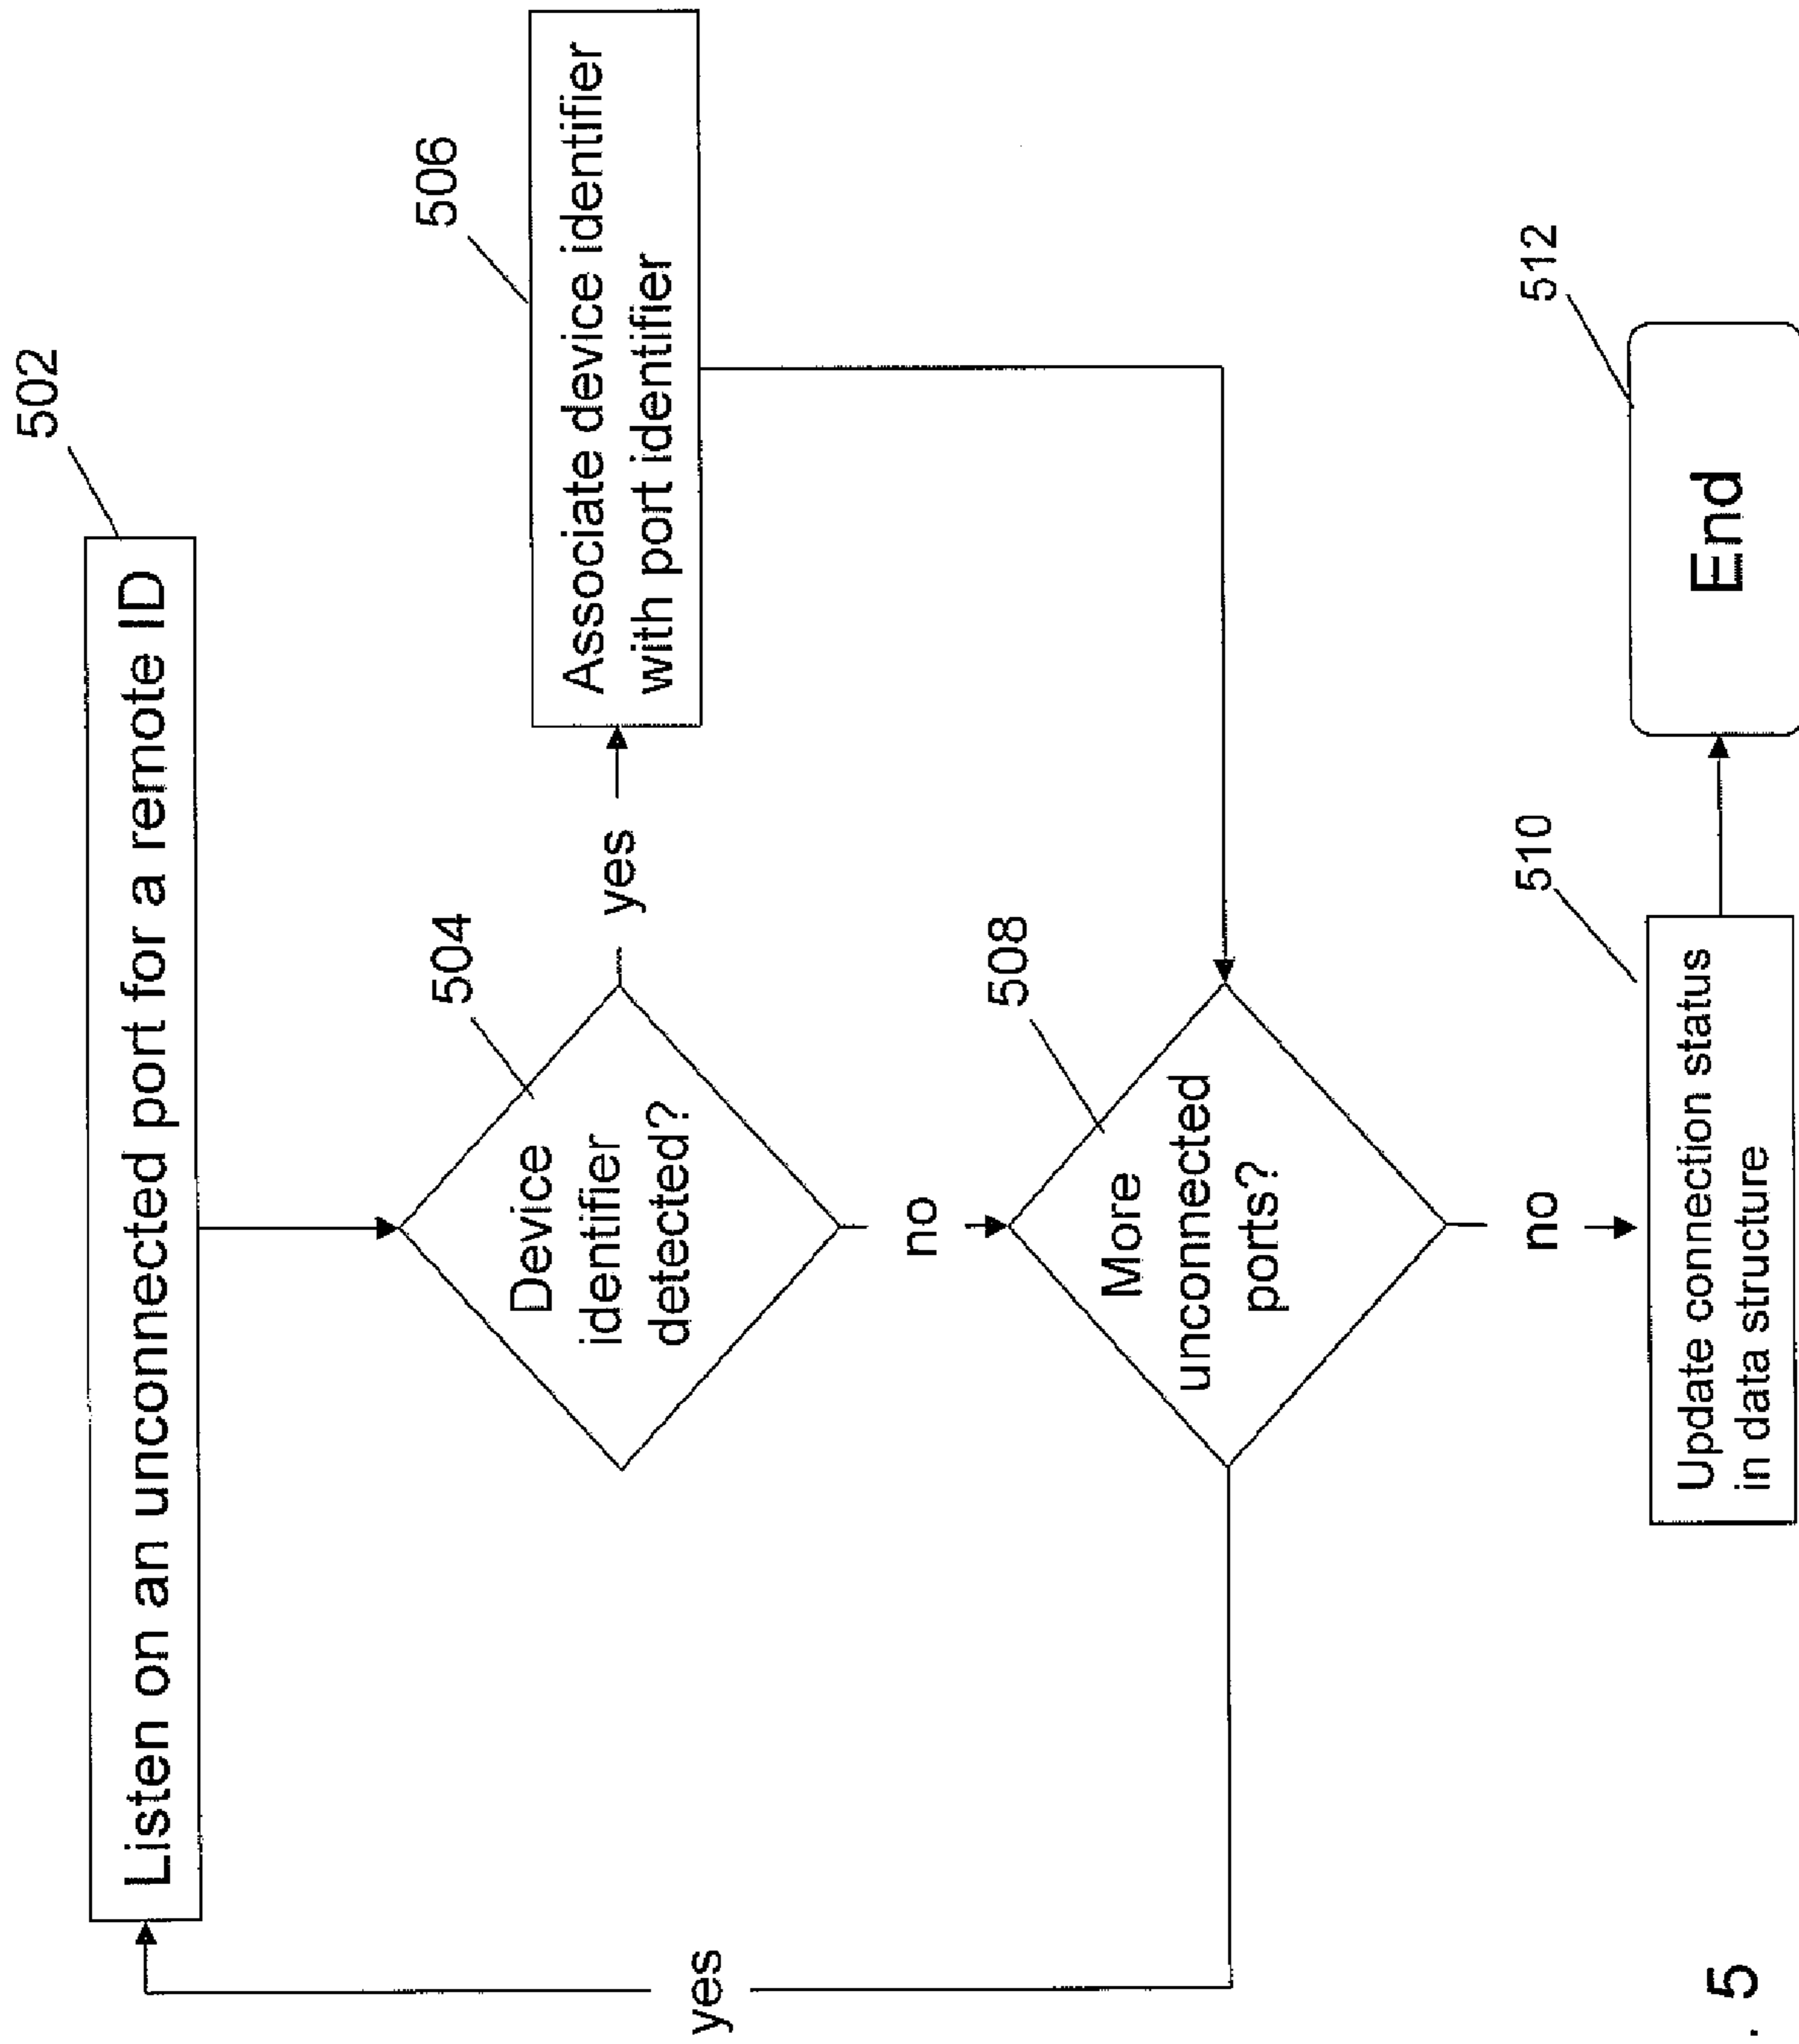 502
Listen on an unconnected port for a remote ID
504
Device
identifier
detected?
yes
506
Associate device identifier
with port identifier
no
508
More
unconnected
ports?
yes
no
510
Update connection status
in data structure
512
End
. 5